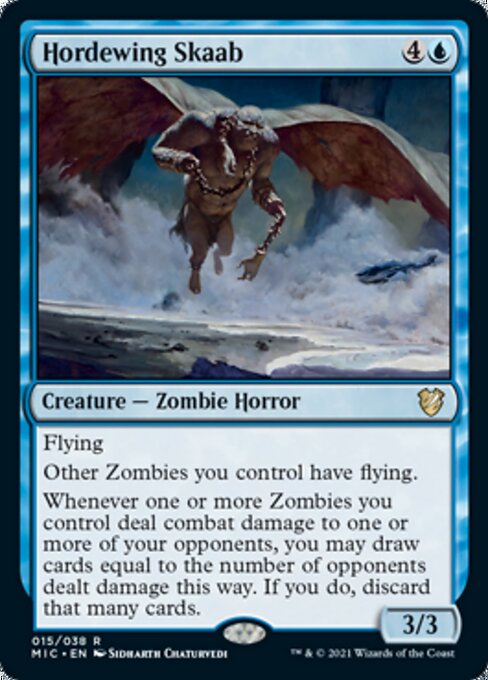 Hordewing Skaab 4
Creature — Zombie Horror
Flying
Other Zombies you control have flying.
Whenever one or more Zombies you
control deal combat damage to one or
more of your opponents, you may draw
cards equal to the number of opponents
dealt damage this way. If you do, discard
that many cards.
3/3
015/038 R
MIC • EN Sidharth Chaturvedi
™ & © 2021 Wizards of the Coast